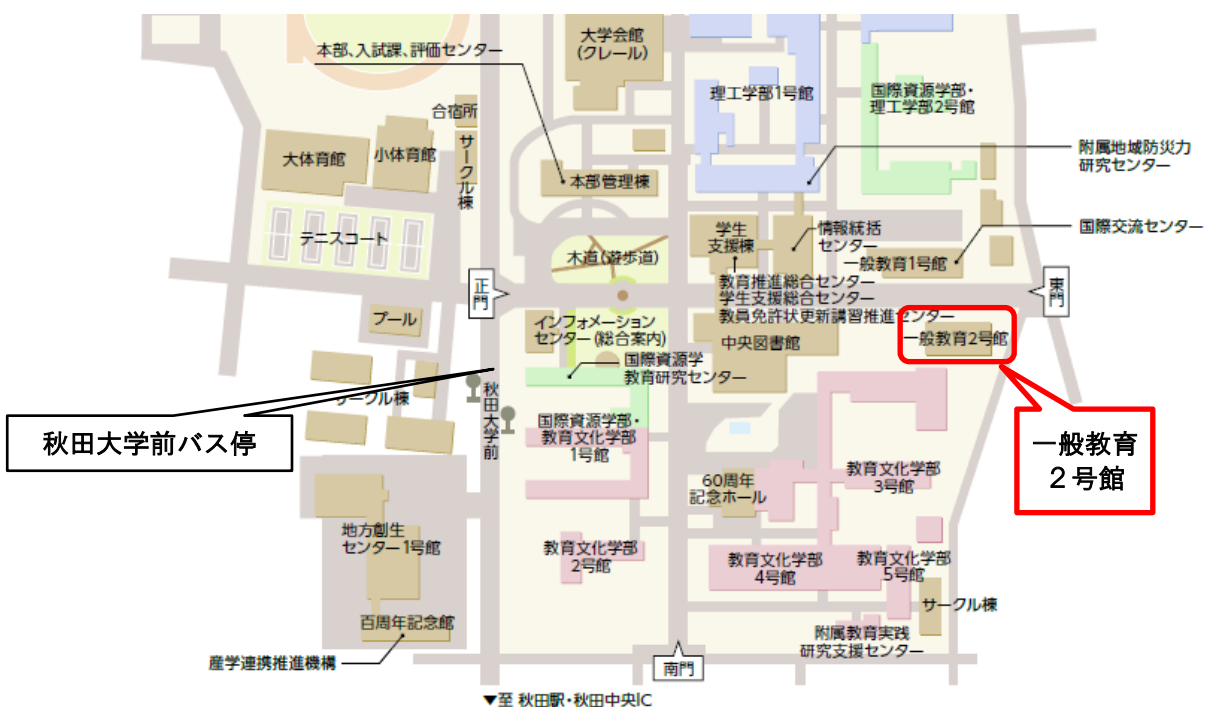 大学会館
(クレール)
本部、入試課、評価センター
理工学部1号館
国際資源学部・
理工学部2号館
合宿所
大体育館
小体育館
サークル棟
附属地域防災力
研究センター
本部管理棟
テニスコート
学生
支援棟
情報統括
センター
国際交流センター
木道(遊歩道)
一般教育1号館
正門
東門
教育推進総合センター
学生支援総合センター
教員免許状更新講習推進センター
プール
インフォメーション
センター(総合案内)
中央図書館
一般教育2号館
国際資源学
教育研究センター
サークル棟
秋田大学前
秋田大学前バス停
国際資源学部・
教育文化学部
1号館
一般教育
2号館
60周年
記念ホール
教育文化学部
3号館
地方創生
センター1号館
教育文化学部
2号館
教育文化学部
4号館
教育文化学部
5号館
サークル棟
百周年記念館
附属教育実践
研究支援センター
産学連携推進機構
南門
▼至 秋田駅・秋田中央IC